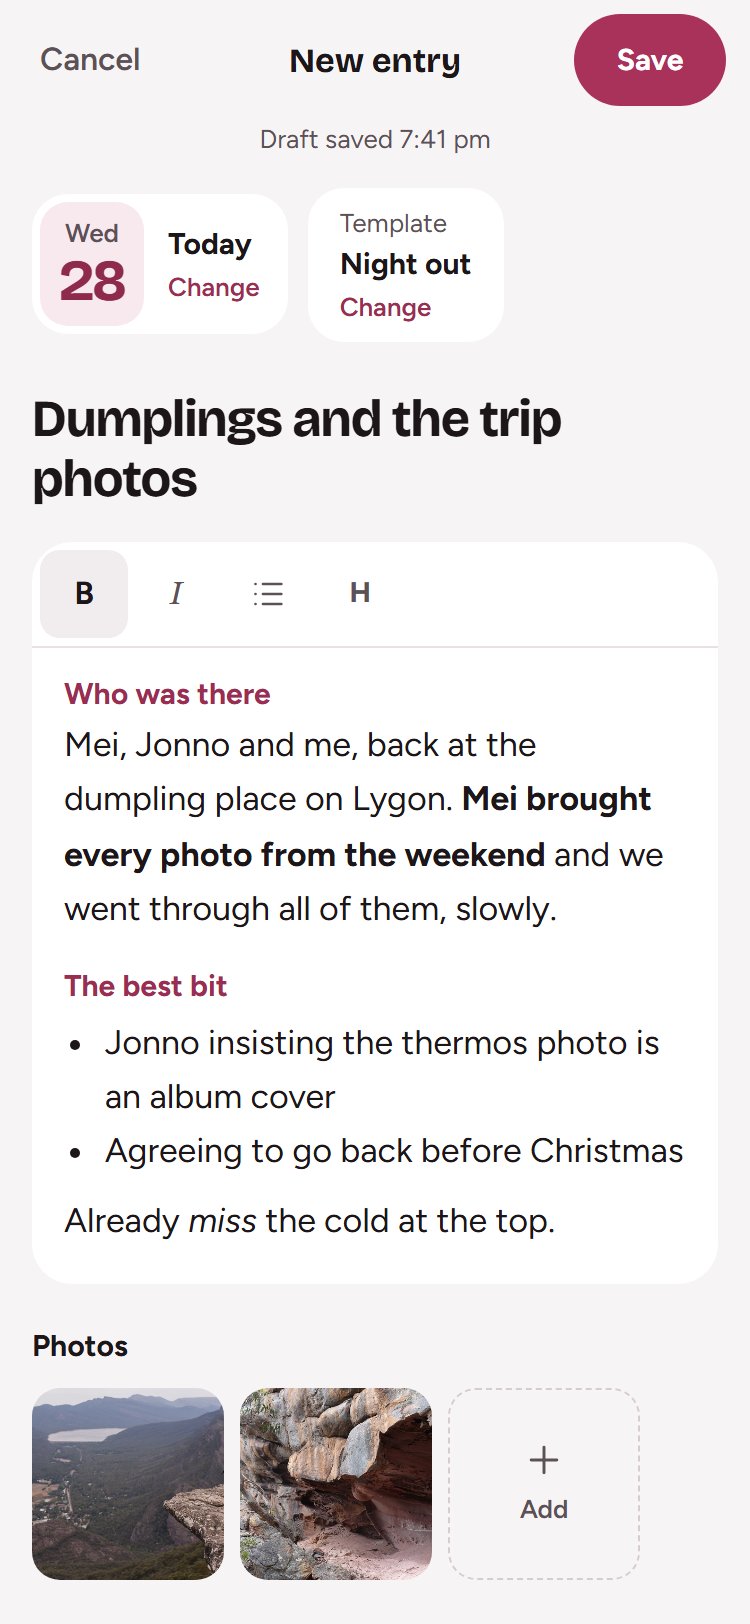 Cancel
New entry
Save
Draft saved 7:41 pm
Wed
28
Today
Change
Template
Night out
Change
Dumplings and the trip
photos
B
I
H
Who was there
Mei, Jonno and me, back at the
dumpling place on Lygon. Mei brought
every photo from the weekend and we
went through all of them, slowly.
The best bit
• Jonno insisting the thermos photo is
an album cover
• Agreeing to go back before Christmas
Already miss the cold at the top.
Photos
Add